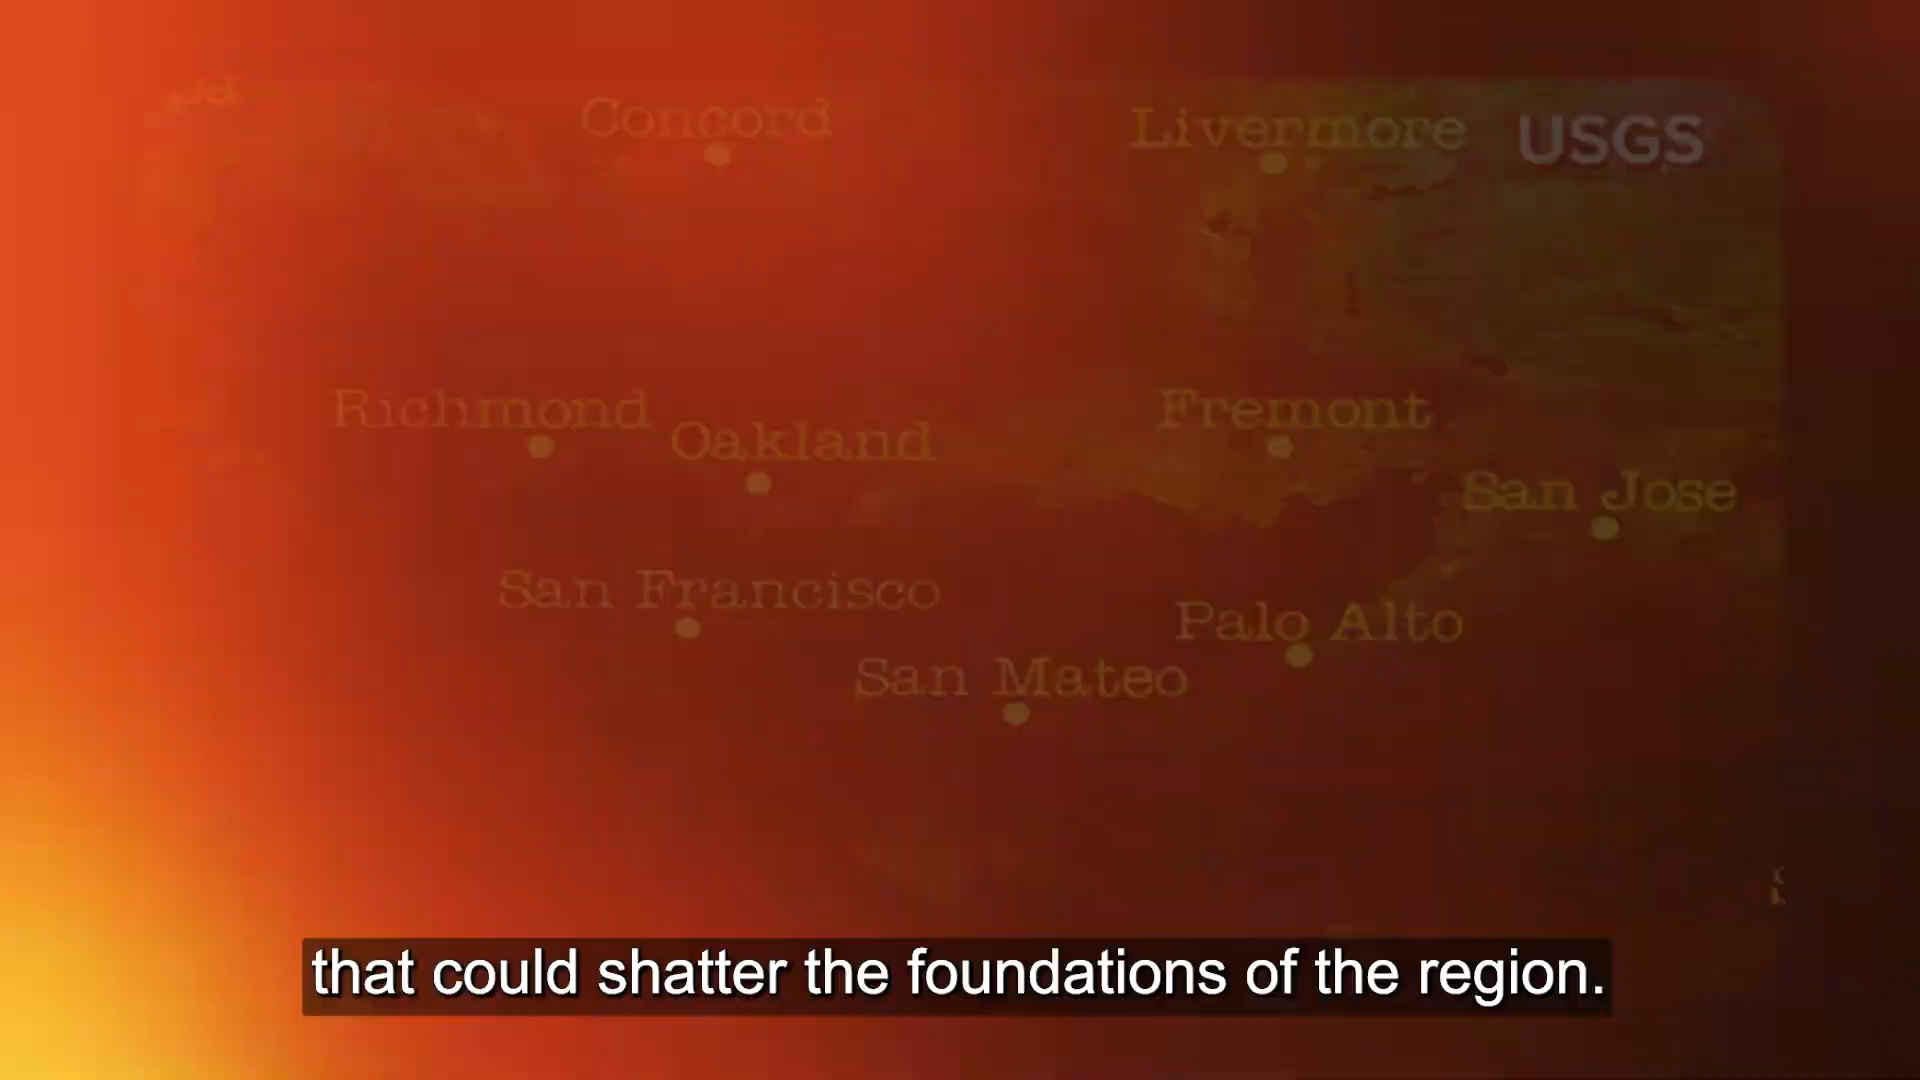 Concord
Livermore
USGS
Richmond
Oakland
Fremont
San Jose
San Francisco
Palo Alto
San Mateo
that could shatter the foundations of the region.